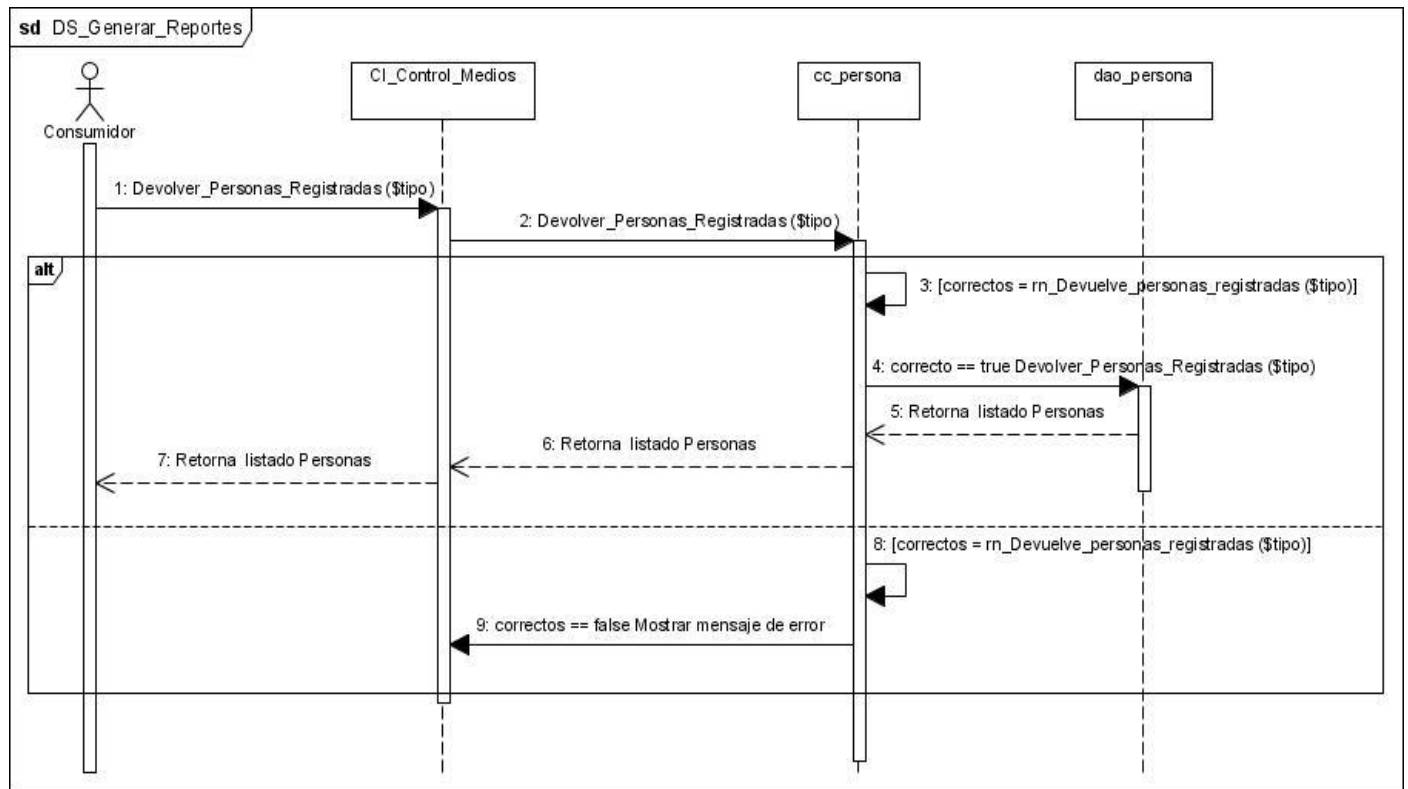 sd DS_Generar_Reportes
Consumidor
CI_Control_Medios
cc_persona
dao_persona
1: Devolver_Personas_Registradas ($tipo)
2: Devolver_Personas_Registradas ($tipo)
alt
3: [correctos = rn_Devuelve_personas_registradas ($tipo)]
4: correcto == true Devolver_Personas_Registradas ($tipo)
5: Retorna listado Personas
6: Retorna listado Personas
7: Retorna listado Personas
8: [correctos = rn_Devuelve_personas_registradas ($tipo)]
9: correctos == false Mostrar mensaje de error